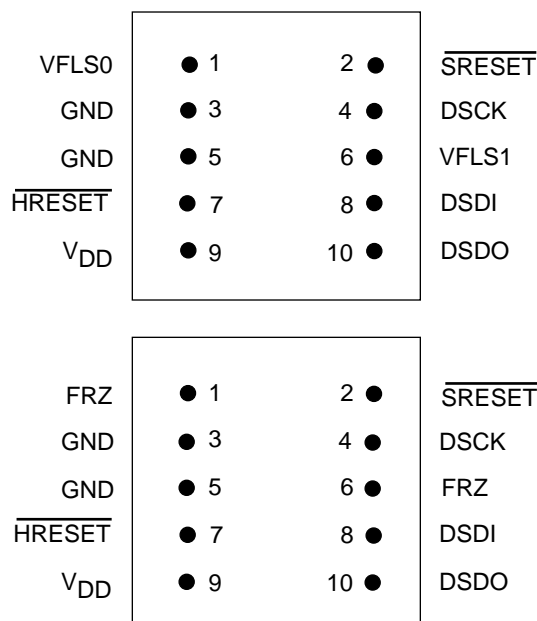 VFLS0 1 2 SRESET
GND 3 4 DSCK
GND 5 6 VFLS1
HRESET 7 8 DSDI
VDD 9 10 DSDO
FRZ 1 2 SRESET
GND 3 4 DSCK
GND 5 6 FRZ
HRESET 7 8 DSDI
VDD 9 10 DSDO